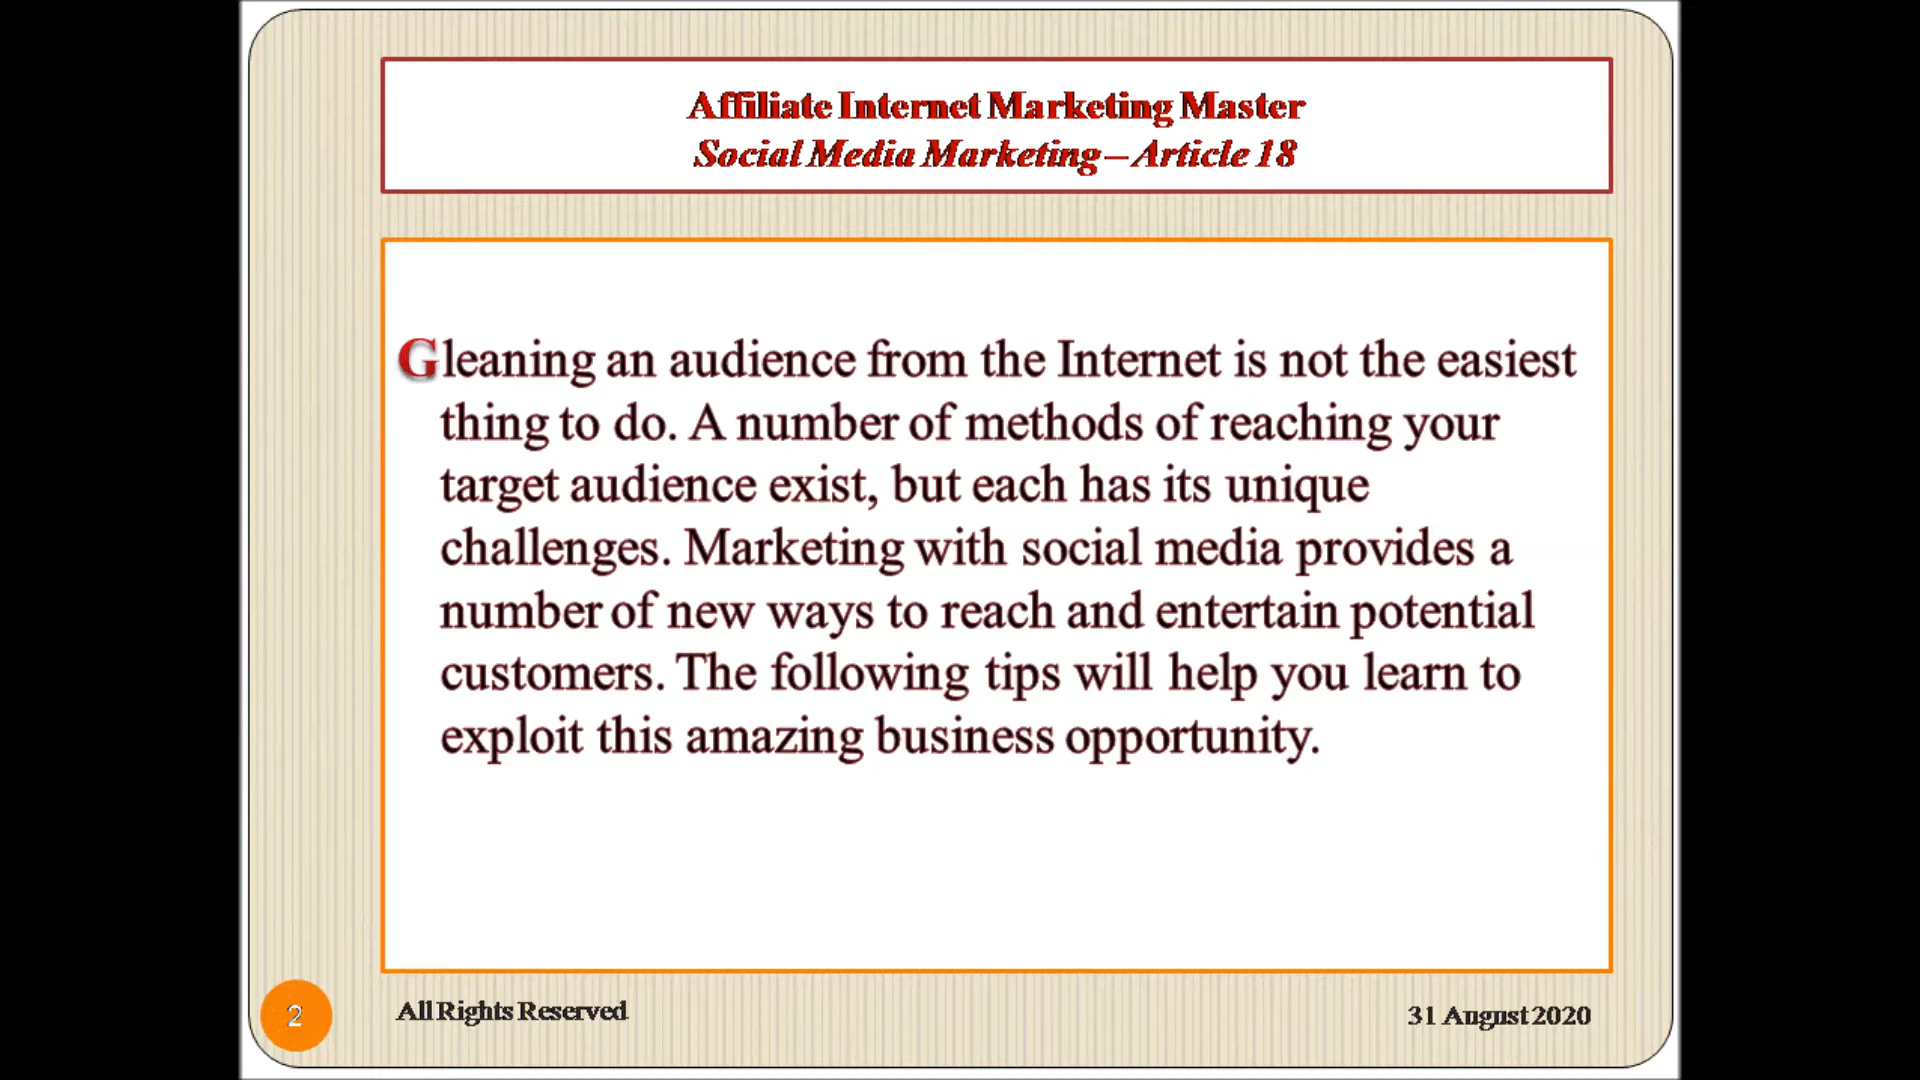 Affiliate Internet Marketing Master
Social Media Marketing – Article 18
Gleaning an audience from the Internet is not the easiest
thing to do. A number of methods of reaching your
target audience exist, but each has its unique
challenges. Marketing with social media provides a
number of new ways to reach and entertain potential
customers. The following tips will help you learn to
exploit this amazing business opportunity.
2
All Rights Reserved
31 August 2020